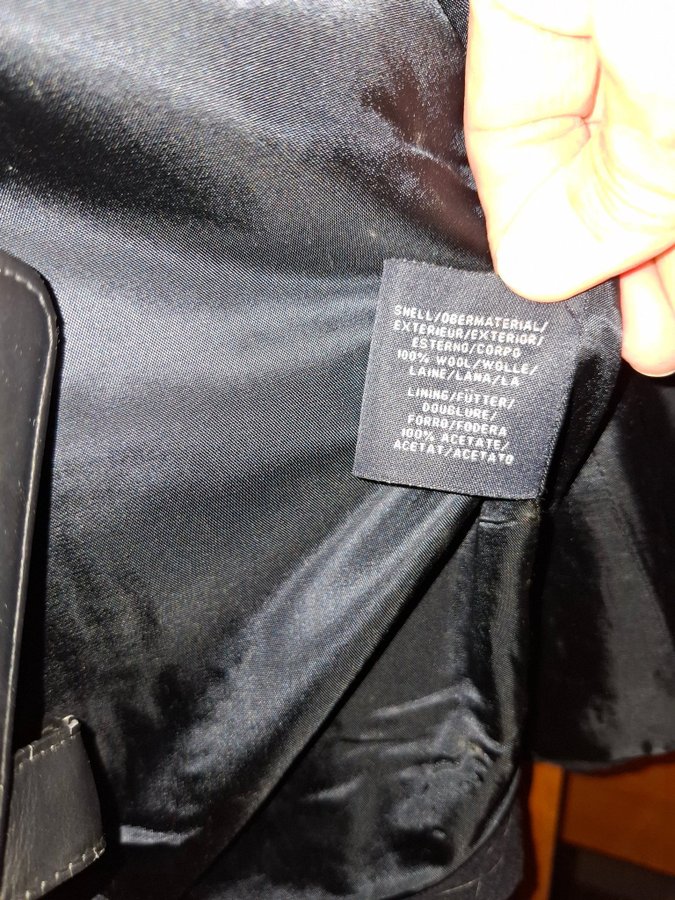 SHELL/OBERMATERIAL/
EXTERIEUR/EXTERIOR/
ESTERNO/CORPO
100% WOOL/WOLLE/
LAINE/LANA/LA
LINING/FUTTER/
DOUBLURE/
FORRO/FODERA
100% ACETATE/
ACETAT/ACETATO